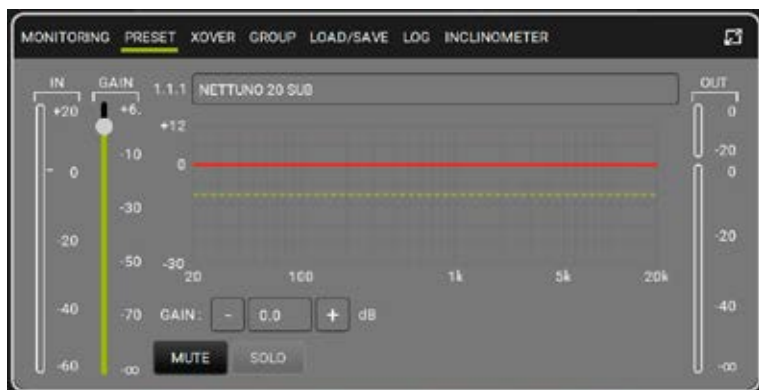 MONITORING PRESET XOVER GROUP LOAD/SAVE LOG INCLINOMETER
IN GAIN 1.1.1 NETTUNO 20 SUB OUT
+20 +6. +12 0
-10 -20
0 0 0
-30
-20 -20
-50 -30
20 100 1k 5k 20k
-40 -70 GAIN: - 0.0 + dB -40
MUTE SOLO
-60 -∞ -∞